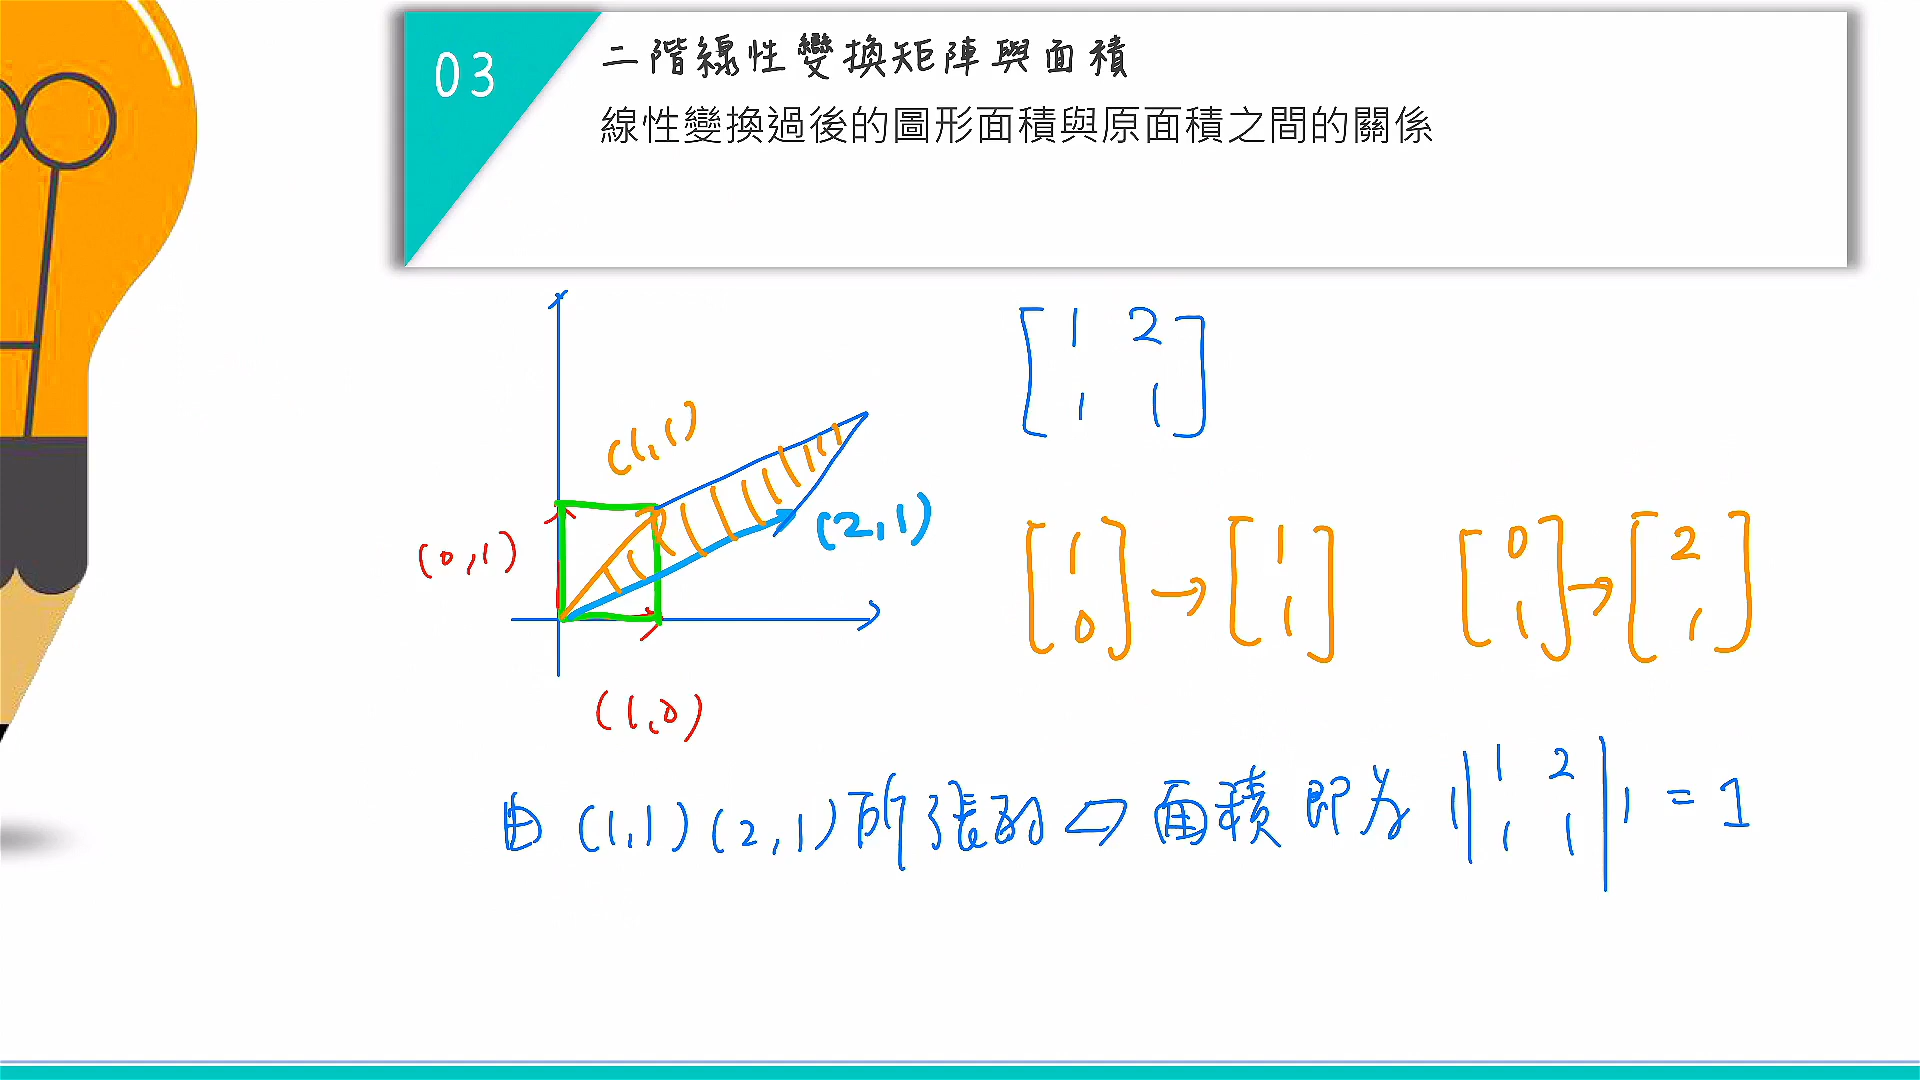 03
二階線性變換矩陣與面積
線性變換過後的圖形面積與原面積之間的關係
[1 2
1 1]
(1,1)
(2,1)
(0,1)
[1 0] → [1 1] [0 1] → [2 1]
(1,0)
由 (1,1) (2,1) 所張的 ▱ 面積即為 | |1 2 1 1| | = 1